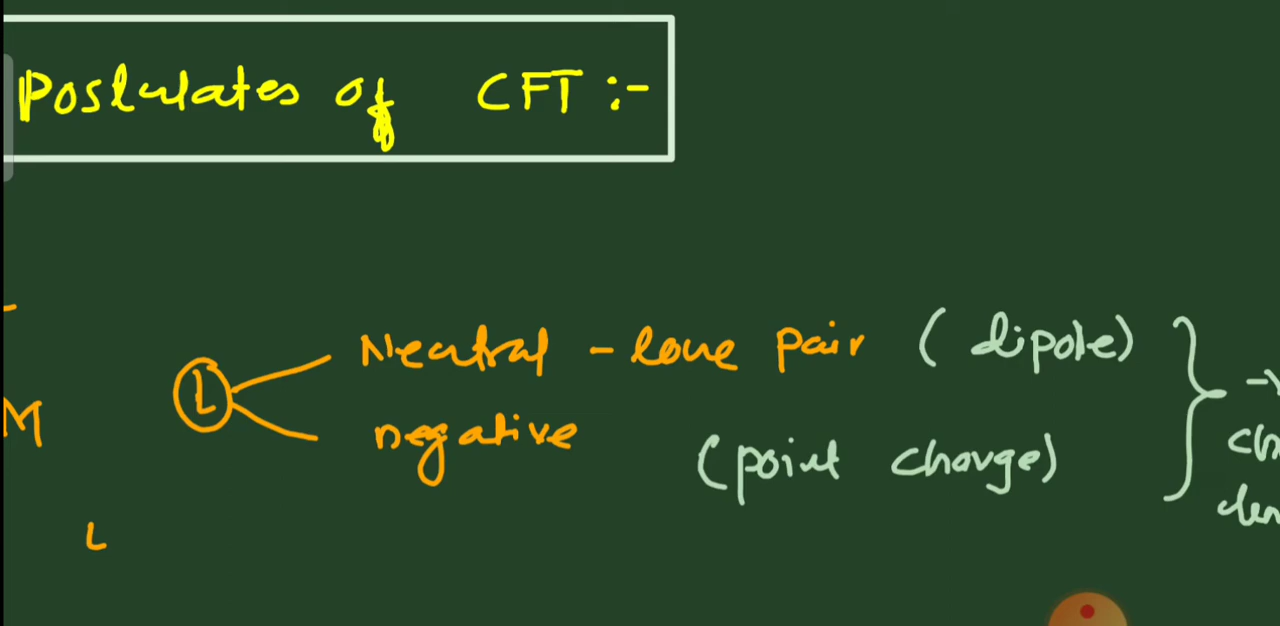 Postulates of CFT :-
Neutral - lone pair (dipole)
L
M
negative (point charge)
L